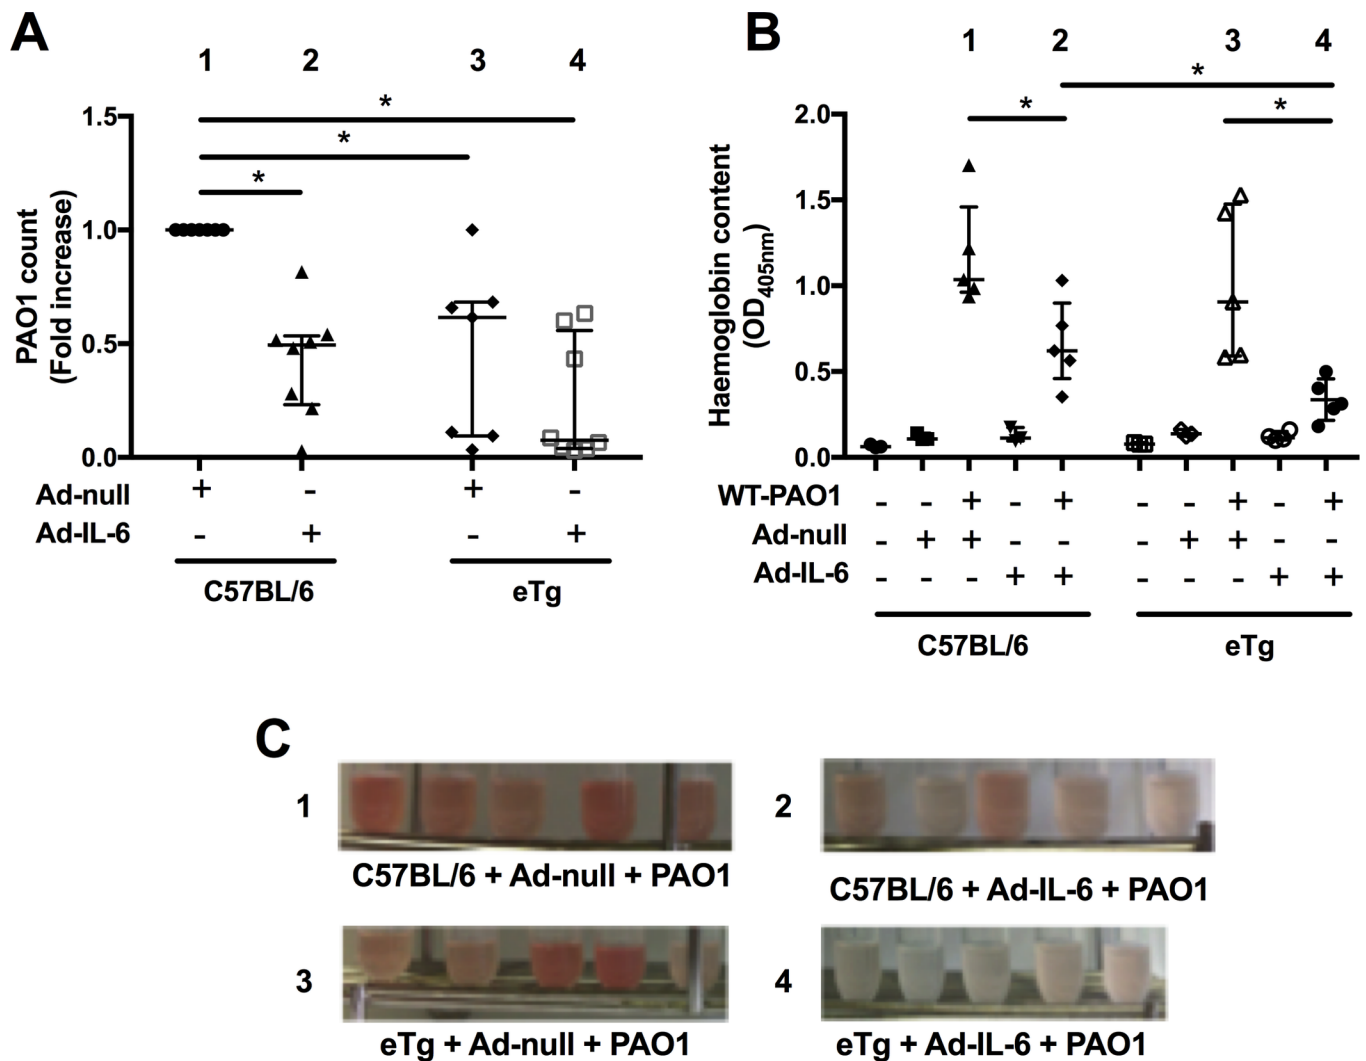 A
1 2 3 4
PAO1 count
(Fold increase)
1.5
1.0
0.5
0.0
* 
*
*
Ad-null + - + -
Ad-IL-6 - + - +
C57BL/6 eTg
B
1 2 3 4
Haemoglobin content
(OD405nm)
2.0
1.5
1.0
0.5
0.0
*
* *
WT-PAO1 - - + - + - - + - +
Ad-null - + + - - - + + - -
Ad-IL-6 - - - + + - - - + +
C57BL/6 eTg
C
1
C57BL/6 + Ad-null + PAO1
2
C57BL/6 + Ad-IL-6 + PAO1
3
eTg + Ad-null + PAO1
4
eTg + Ad-IL-6 + PAO1